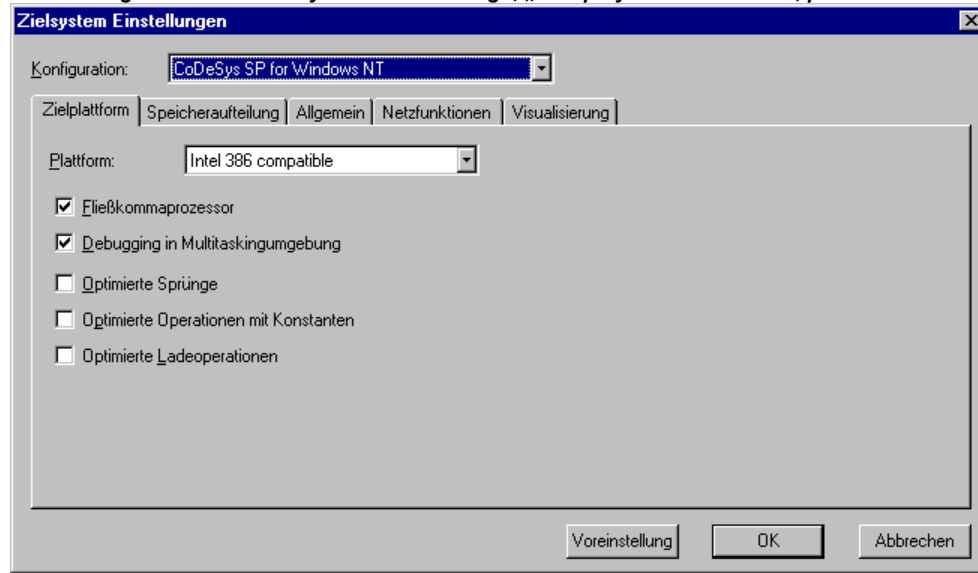 Zielsystem Einstellungen
Konfiguration: CoDeSys SP for Windows NT
Zielplattform Speicheraufteilung Allgemein Netzfunktionen Visualisierung
Plattform: Intel 386 compatible
Fließkommaprozessor
Debugging in Multitaskingumgebung
Optimierte Sprünge
Optimierte Operationen mit Konstanten
Optimierte Ladeoperationen
Voreinstellung OK Abbrechen